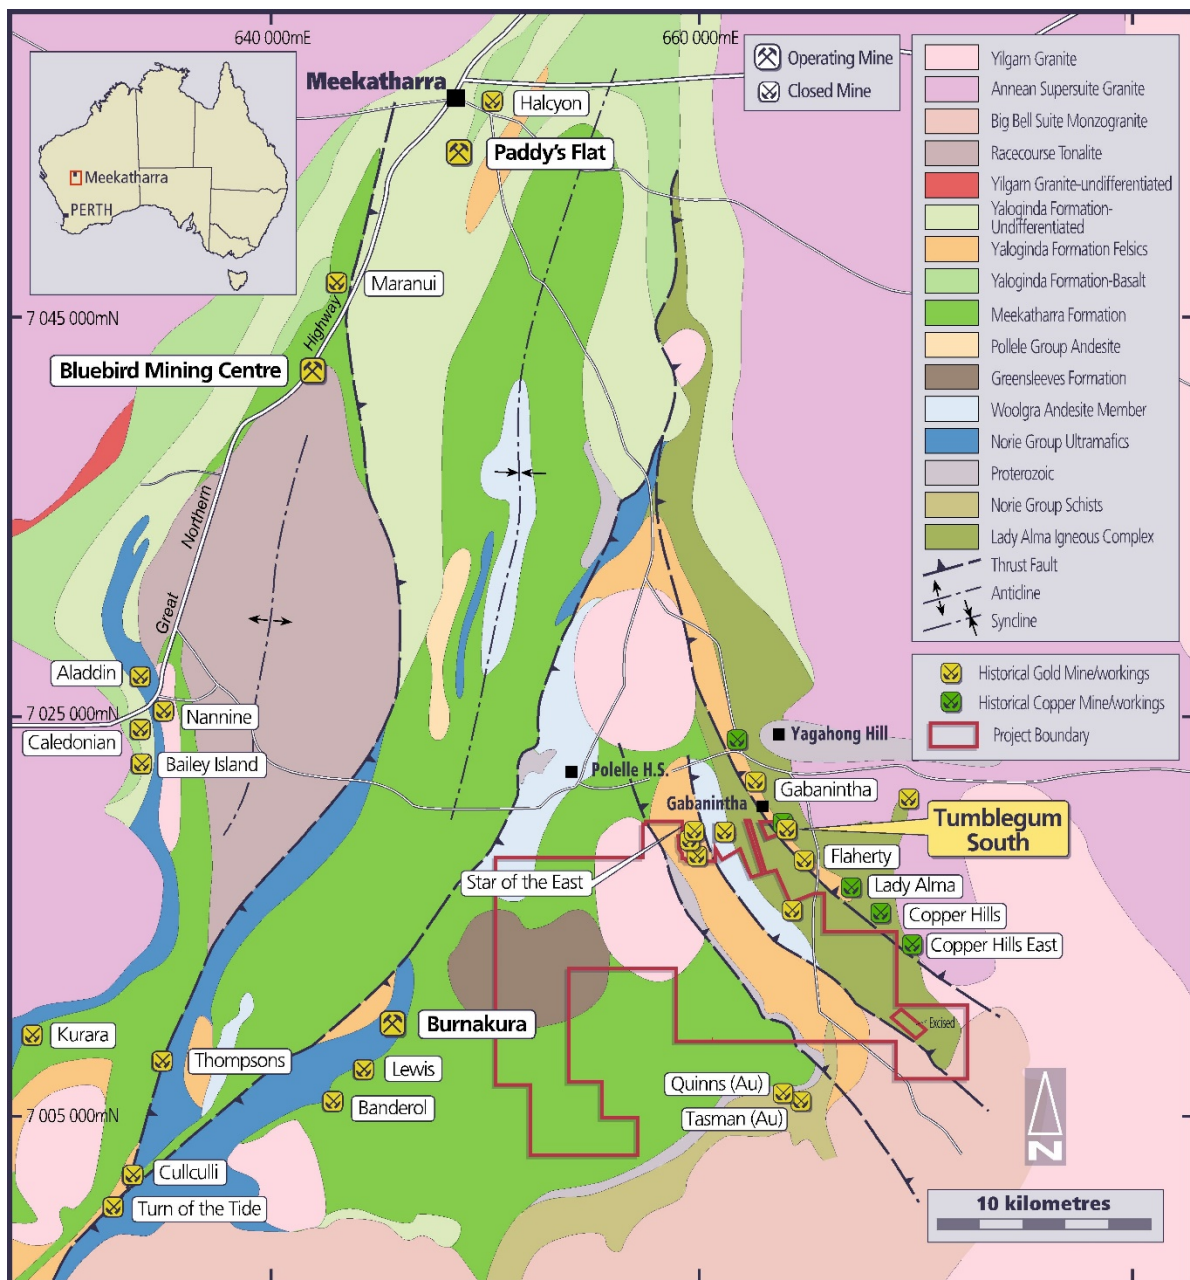 640 000mE
660 000mE
Meekatharra
Halcyon
Paddy's Flat
Operating Mine
Closed Mine
Meekatharra
PERTH
Yilgarn Granite
Annean Supersuite Granite
Big Bell Suite Monzogranite
Racecourse Tonalite
Yilgarn Granite-undifferentiated
Yaloginda Formation-
Undifferentiated
Yaloginda Formation Felsics
Yaloginda Formation-Basalt
Meekatharra Formation
Pollele Group Andesite
Greensleeves Formation
Woolgra Andesite Member
Norie Group Ultramafics
Proterozoic
Norie Group Schists
Lady Alma Igneous Complex
Thrust Fault
Anticline
Syncline
Historical Gold Mine/workings
Historical Copper Mine/workings
Project Boundary
Maranui
7 045 000mN
Bluebird Mining Centre
Great
Northern
Highway
Aladdin
Nannine
7 025 000mN
Caledonian
Bailey Island
Yagahong Hill
Polelle H.S.
Gabanintha
Gabanintha
Tumblegum
South
Star of the East
Flaherty
Lady Alma
Copper Hills
Copper Hills East
Excised
Burnakura
Kurara
Thompsons
Lewis
Banderol
Quinns (Au)
Tasman (Au)
7 005 000mN
Cullculli
Turn of the Tide
N
10 kilometres